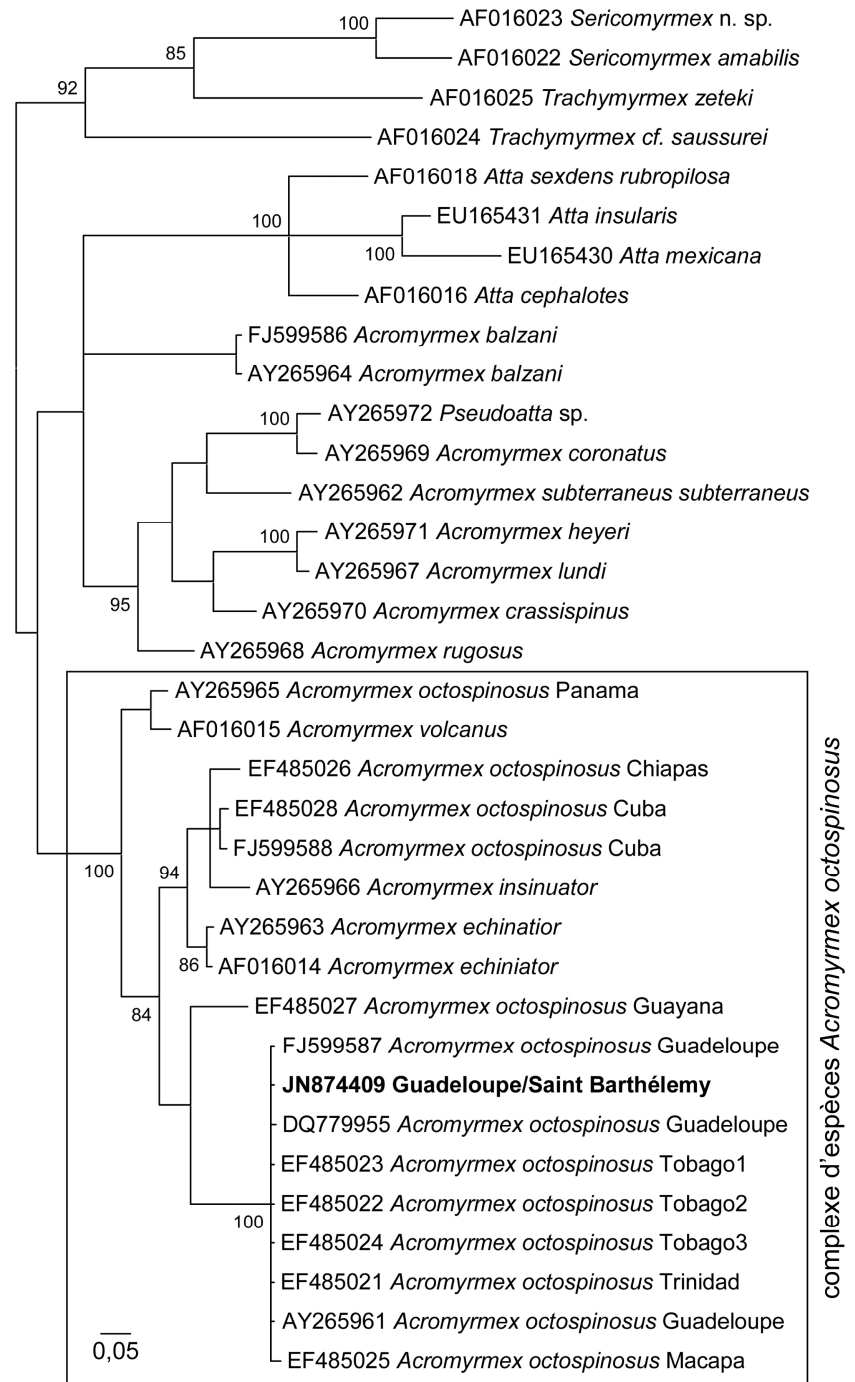 100
AF016023 Sericomyrmex n. sp.
85
AF016022 Sericomyrmex amabilis
92
AF016025 Trachymyrmex zeteki
AF016024 Trachymyrmex cf. saussurei
AF016018 Atta sexdens rubropilosa
100
EU165431 Atta insularis
100
EU165430 Atta mexicana
AF016016 Atta cephalotes
FJ599586 Acromyrmex balzani
AY265964 Acromyrmex balzani
100
AY265972 Pseudoatta sp.
AY265969 Acromyrmex coronatus
AY265962 Acromyrmex subterraneus subterraneus
100
AY265971 Acromyrmex heyeri
AY265967 Acromyrmex lundi
95
AY265970 Acromyrmex crassispinus
AY265968 Acromyrmex rugosus
AY265965 Acromyrmex octospinosus Panama
AF016015 Acromyrmex volcanus
EF485026 Acromyrmex octospinosus Chiapas
EF485028 Acromyrmex octospinosus Cuba
FJ599588 Acromyrmex octospinosus Cuba
100
94
AY265966 Acromyrmex insinuator
AY265963 Acromyrmex echinatior
86
AF016014 Acromyrmex echiniator
84
EF485027 Acromyrmex octospinosus Guayana
FJ599587 Acromyrmex octospinosus Guadeloupe
JN874409 Guadeloupe/Saint Barthélemy
DQ779955 Acromyrmex octospinosus Guadeloupe
EF485023 Acromyrmex octospinosus Tobago1
EF485022 Acromyrmex octospinosus Tobago2
100
EF485024 Acromyrmex octospinosus Tobago3
EF485021 Acromyrmex octospinosus Trinidad
AY265961 Acromyrmex octospinosus Guadeloupe
EF485025 Acromyrmex octospinosus Macapa
0,05
complexe d'espèces Acromyrmex octospinosus